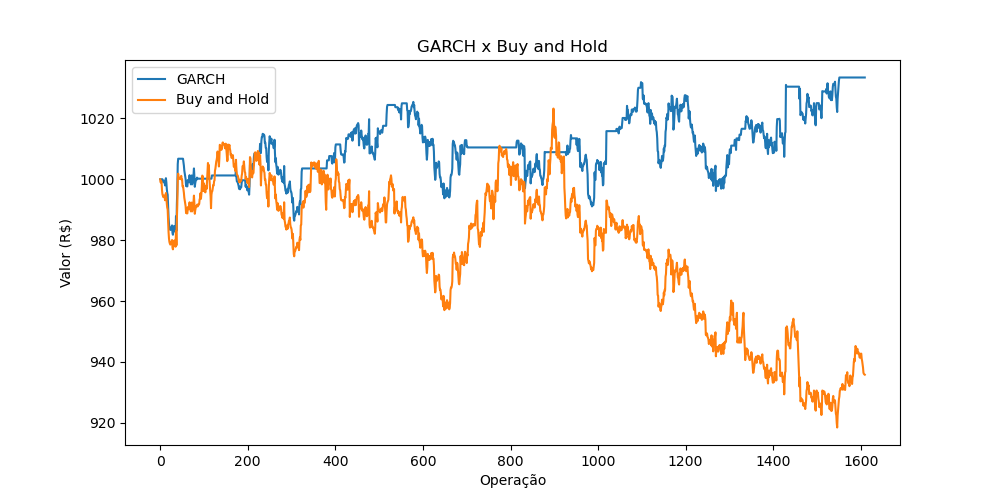 GARCH x Buy and Hold
GARCH
Buy and Hold
Valor (R$)
1020
1000
980
960
940
920
0 200 400 600 800 1000 1200 1400 1600
Operação